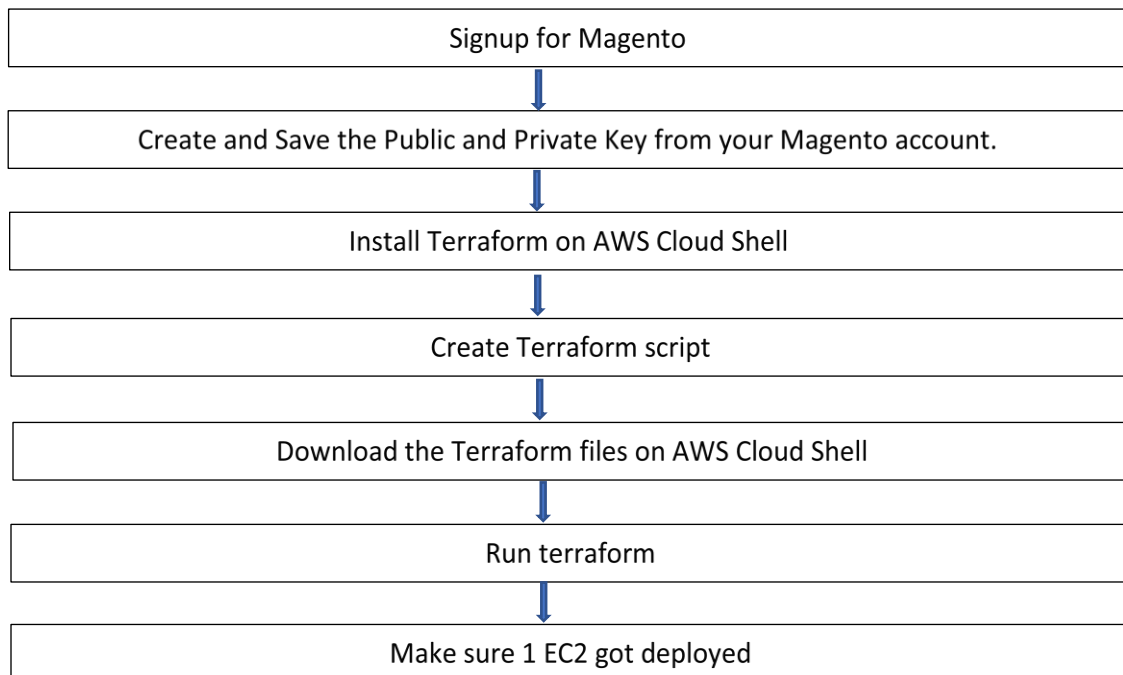 Signup for Magento
Create and Save the Public and Private Key from your Magento account.
Install Terraform on AWS Cloud Shell
Create Terraform script
Download the Terraform files on AWS Cloud Shell
Run terraform
Make sure 1 EC2 got deployed